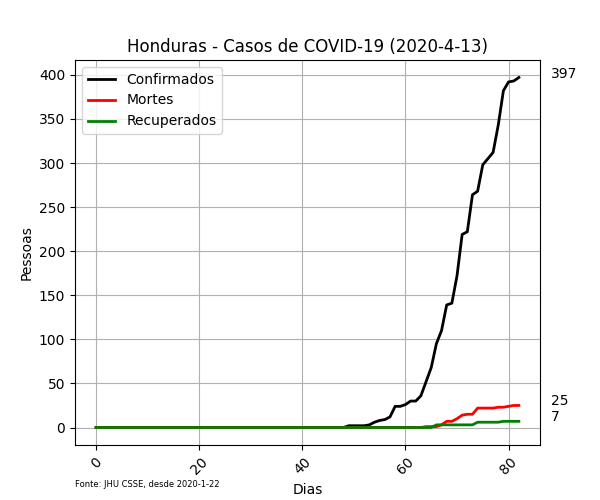 Honduras - Casos de COVID-19 (2020-4-13)
Confirmados
Mortes
Recuperados
400
350
300
250
200
150
100
50
0
Pessoas
397
25
7
0
20
40
60
80
Dias
Fonte: JHU CSSE, desde 2020-1-22